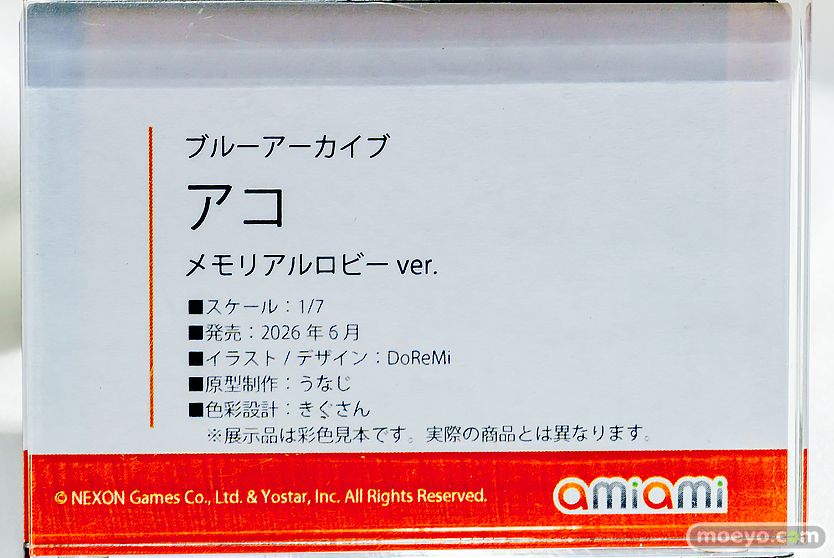 ブルーアーカイブ
アコ
メモリアルロビー ver.
■スケール：1/7
■発売：2026 年 6 月
■イラスト / デザイン：DoReMi
■原型制作：うなじ
■色彩設計：きぐさん
※展示品は彩色見本です。実際の商品とは異なります。
© NEXON Games Co., Ltd. & Yostar, Inc. All Rights Reserved.
amiami
moeyo.com